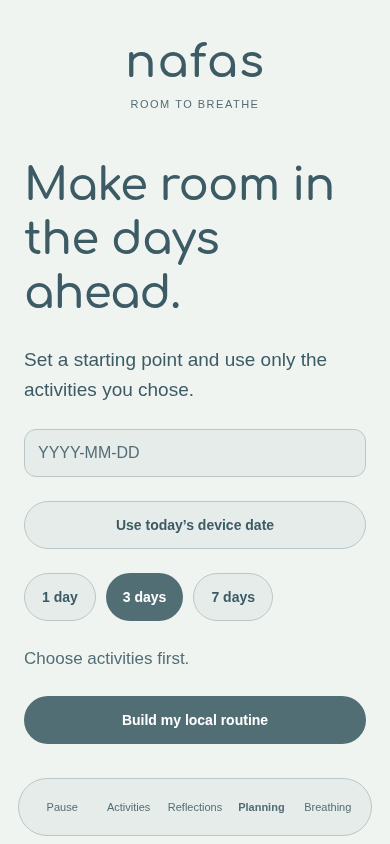 nafas
ROOM TO BREATHE
Make room in
the days
ahead.
Set a starting point and use only the
activities you chose.
YYYY-MM-DD
Use today’s device date
1 day 3 days 7 days
Choose activities first.
Build my local routine
Pause Activities Reflections Planning Breathing